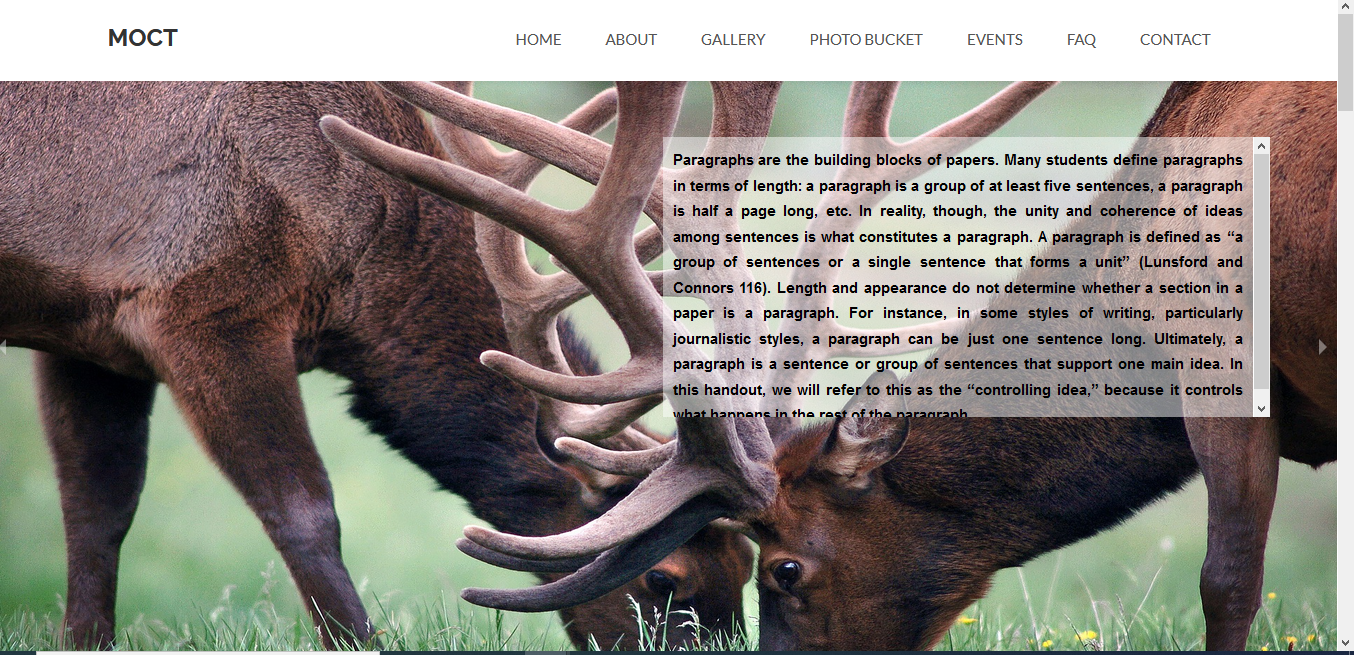 MOCT
HOME ABOUT GALLERY PHOTO BUCKET EVENTS FAQ CONTACT
Paragraphs are the building blocks of papers. Many students define paragraphs
in terms of length: a paragraph is a group of at least five sentences, a paragraph
is half a page long, etc. In reality, though, the unity and coherence of ideas
among sentences is what constitutes a paragraph. A paragraph is defined as “a
group of sentences or a single sentence that forms a unit” (Lunsford and
Connors 116). Length and appearance do not determine whether a section in a
paper is a paragraph. For instance, in some styles of writing, particularly
journalistic styles, a paragraph can be just one sentence long. Ultimately, a
paragraph is a sentence or group of sentences that support one main idea. In
this handout, we will refer to this as the “controlling idea,” because it controls
what happens in the rest of the paragraph.